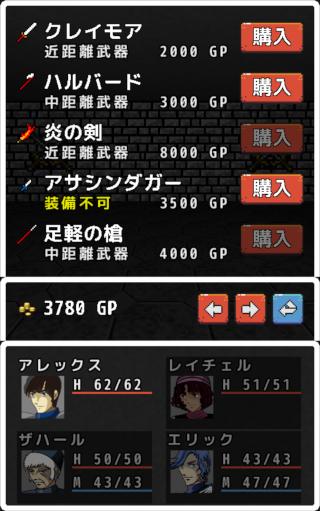 クレイモア
近距離武器 2000 GP
購入
ハルバード
中距離武器 3000 GP
購入
炎の剣
近距離武器 8000 GP
購入
アサシンダガー
装備不可 3500 GP
購入
足軽の槍
中距離武器 4000 GP
購入
3780 GP
アレックス
H 62/62
レイチェル
H 51/51
ザハール
H 50/50
M 43/43
エリック
H 43/43
M 47/47